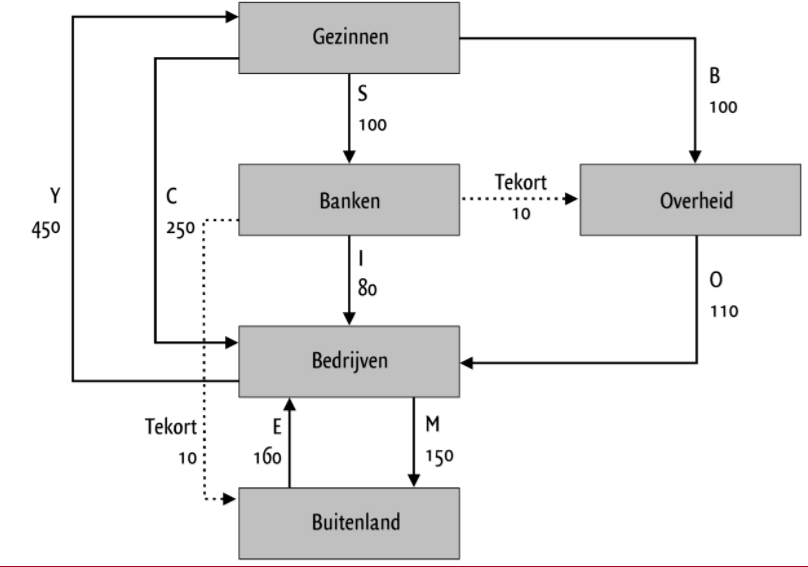 Gezinnen
S
100
B
100
Y
450
C
250
Banken
Tekort
10
Overheid
I
80
O
110
Bedrijven
Tekort
10
E
160
M
150
Buitenland